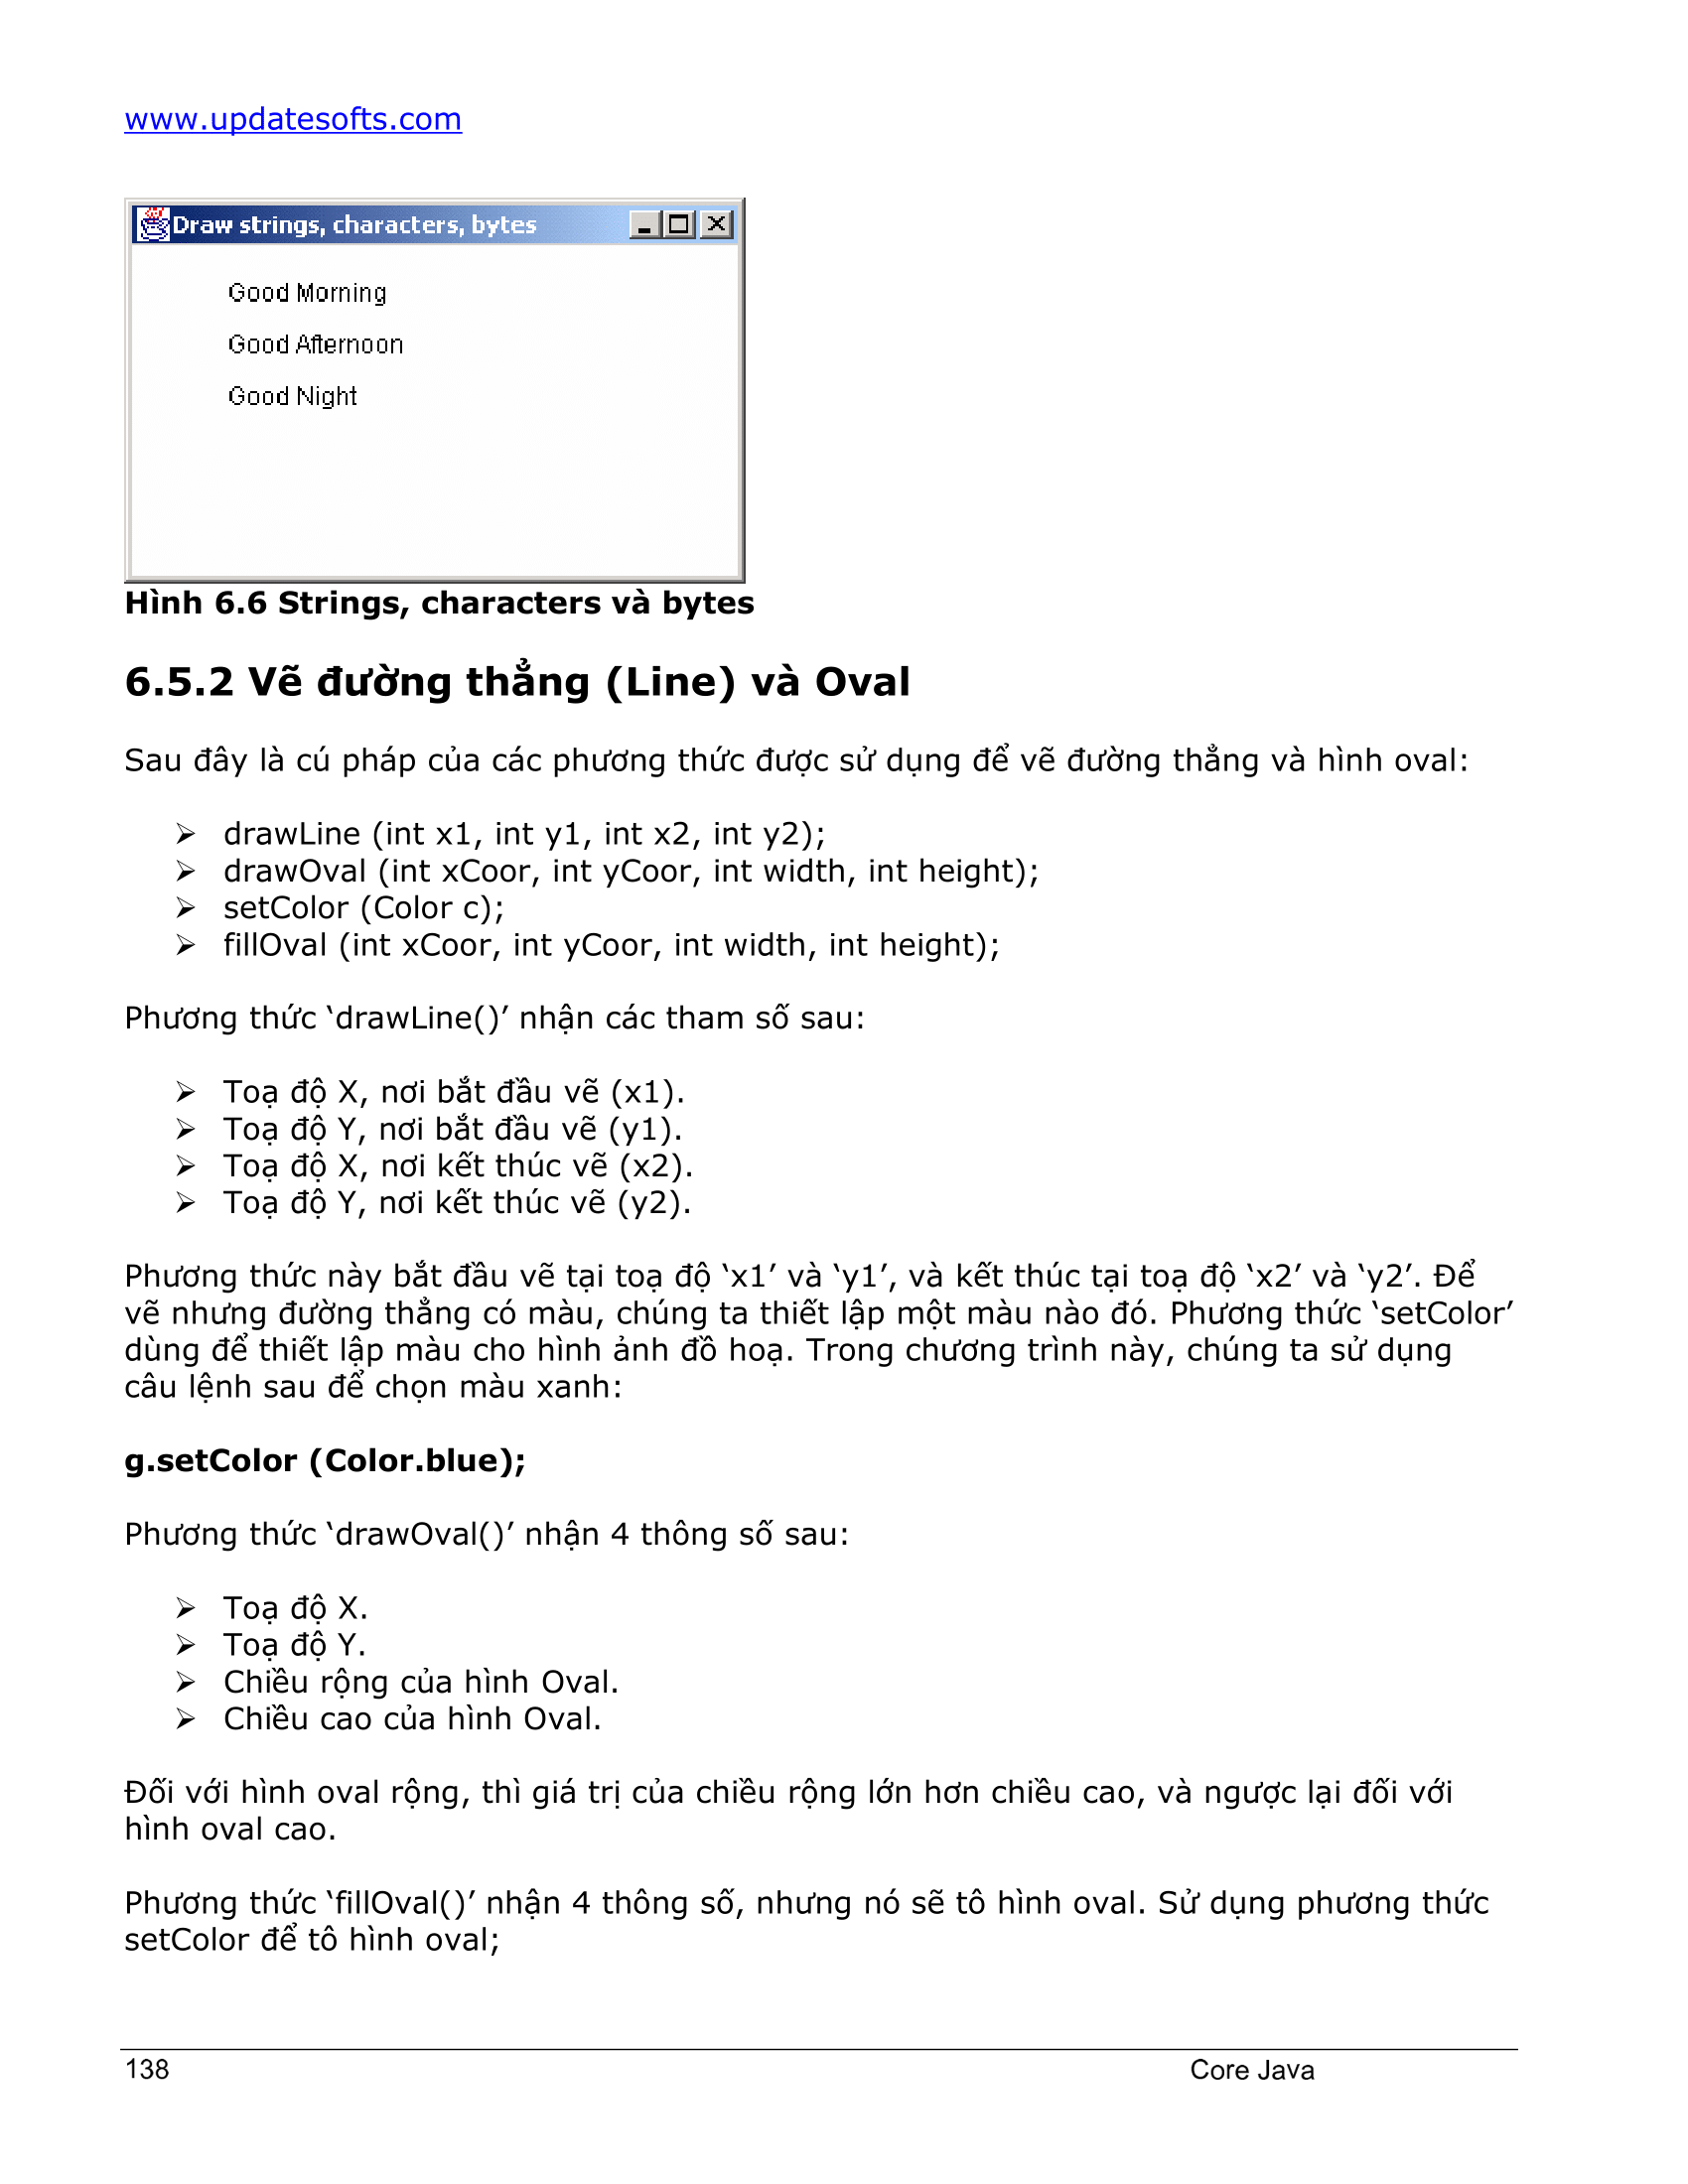 www.updatesofts.com
Draw strings, characters, bytes
Good Morning
Good Afternoon
Good Night
Hình 6.6 Strings, characters và bytes
6.5.2 Vẽ đường thẳng (Line) và Oval
Sau đây là cú pháp của các phương thức được sử dụng để vẽ đường thẳng và hình oval:
➢ drawLine (int x1, int y1, int x2, int y2);
➢ drawOval (int xCoor, int yCoor, int width, int height);
➢ setColor (Color c);
➢ fillOval (int xCoor, int yCoor, int width, int height);
Phương thức ‘drawLine()’ nhận các tham số sau:
➢ Toạ độ X, nơi bắt đầu vẽ (x1).
➢ Toạ độ Y, nơi bắt đầu vẽ (y1).
➢ Toạ độ X, nơi kết thúc vẽ (x2).
➢ Toạ độ Y, nơi kết thúc vẽ (y2).
Phương thức này bắt đầu vẽ tại toạ độ ‘x1’ và ‘y1’, và kết thúc tại toạ độ ‘x2’ và ‘y2’. Để
vẽ nhưng đường thẳng có màu, chúng ta thiết lập một màu nào đó. Phương thức ‘setColor’
dùng để thiết lập màu cho hình ảnh đồ hoạ. Trong chương trình này, chúng ta sử dụng
câu lệnh sau để chọn màu xanh:
g.setColor (Color.blue);
Phương thức ‘drawOval()’ nhận 4 thông số sau:
➢ Toạ độ X.
➢ Toạ độ Y.
➢ Chiều rộng của hình Oval.
➢ Chiều cao của hình Oval.
Đối với hình oval rộng, thì giá trị của chiều rộng lớn hơn chiều cao, và ngược lại đối với
hình oval cao.
Phương thức ‘fillOval()’ nhận 4 thông số, nhưng nó sẽ tô hình oval. Sử dụng phương thức
setColor để tô hình oval;
138 Core Java